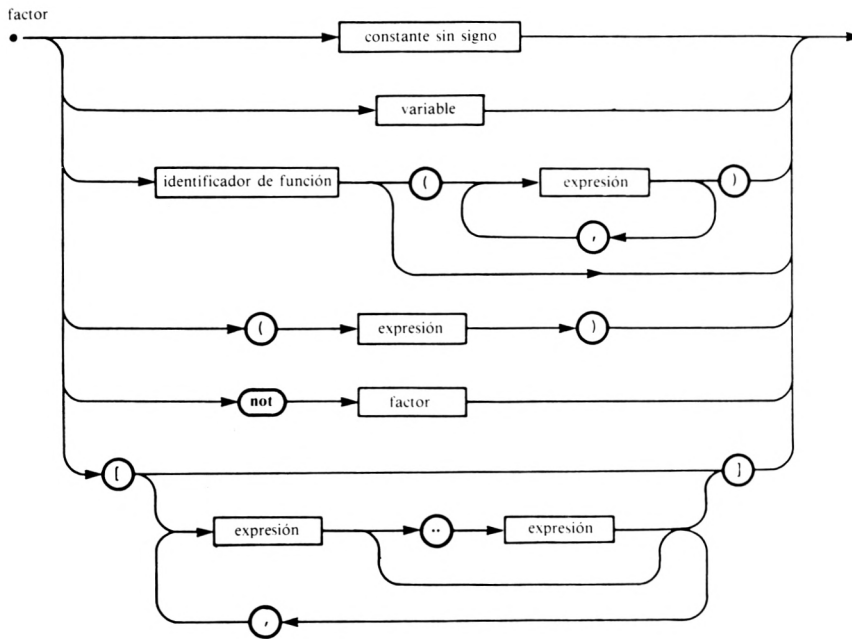 factor
constante sin signo
variable
identificador de función ( expresión )
,
( expresión )
not factor
[ ]
expresión .. expresión
,